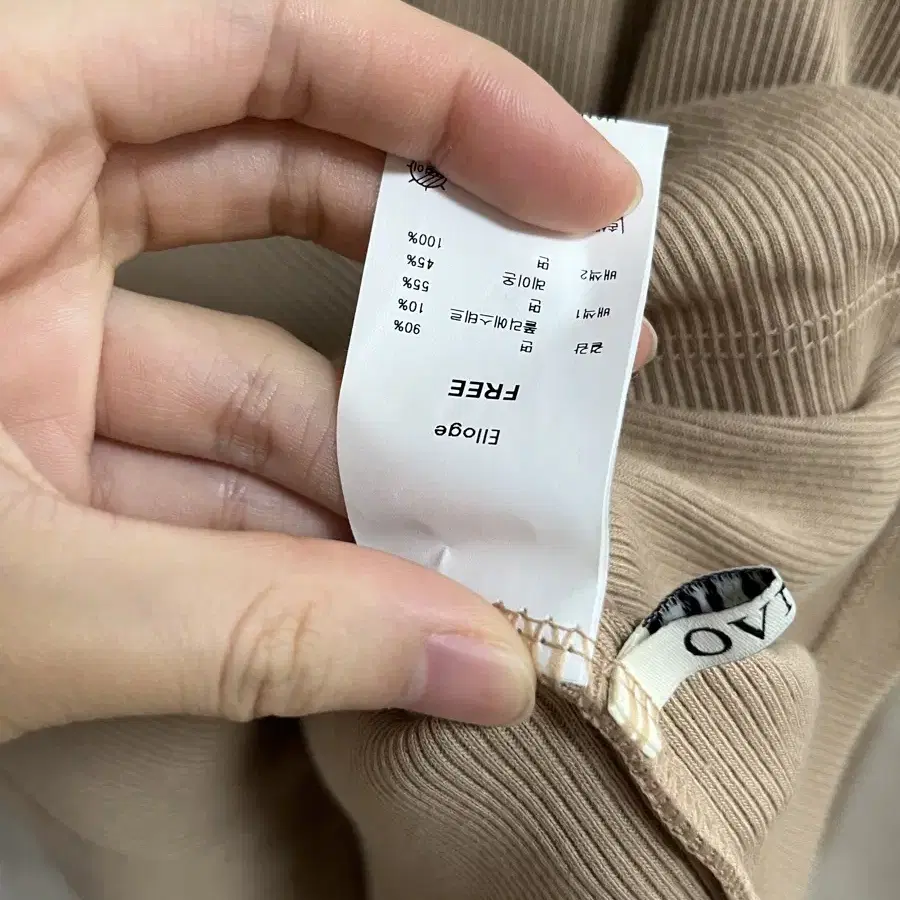 Elloge
FREE
겉감 면 90%
폴리에스테르 10%
배색1 면 55%
레이온 45%
배색2 면 100%
OVI